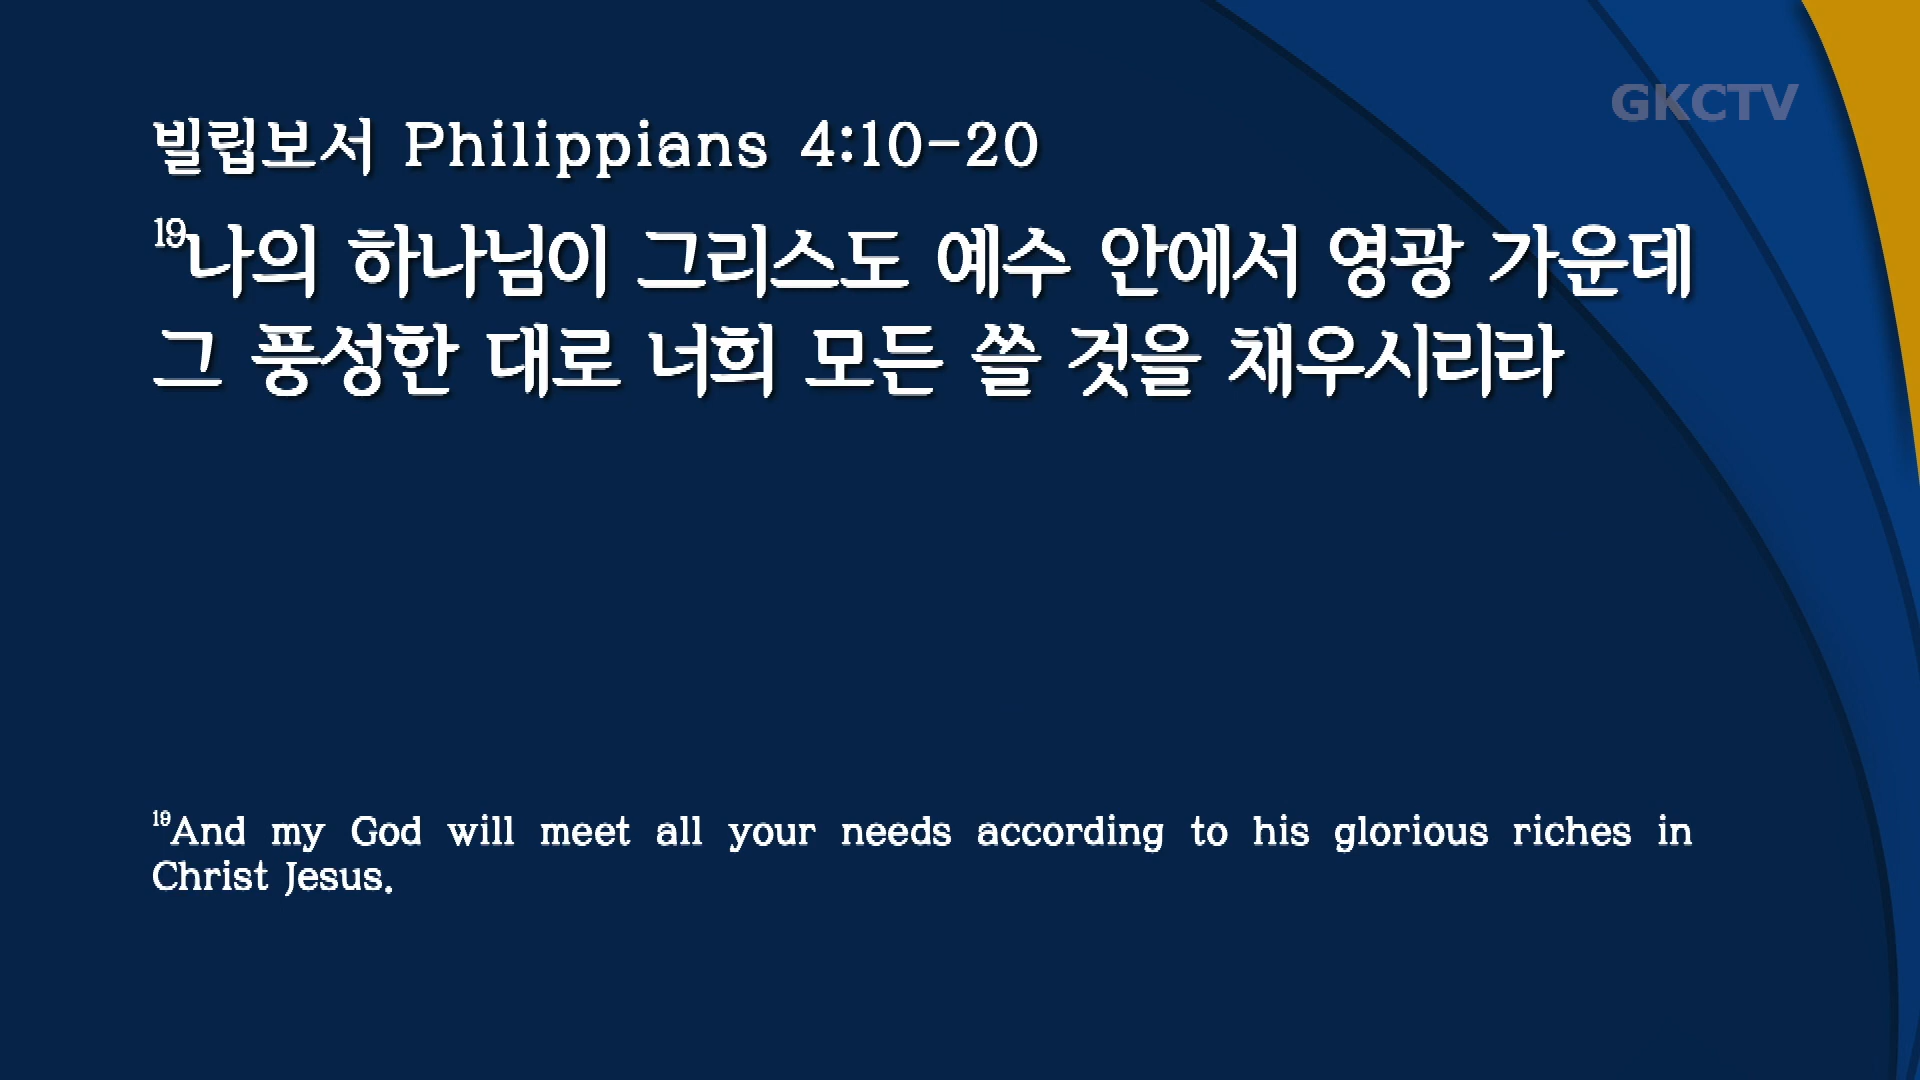 GKCTV
빌립보서 Philippians 4:10-20
19나의 하나님이 그리스도 예수 안에서 영광 가운데
그 풍성한 대로 너희 모든 쓸 것을 채우시리라
19And my God will meet all your needs according to his glorious riches in
Christ Jesus.